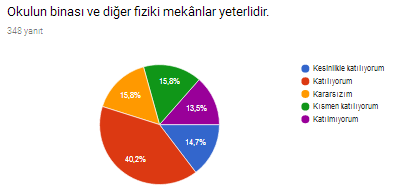 Okulun binası ve diğer fiziki mekânlar yeterlidir.
348 yanıt
Kesinlikle katılıyorum
Katılıyorum
Kararsızım
Kısmen katılıyorum
Katılmıyorum
15,8%
15,8%
13,5%
14,7%
40,2%